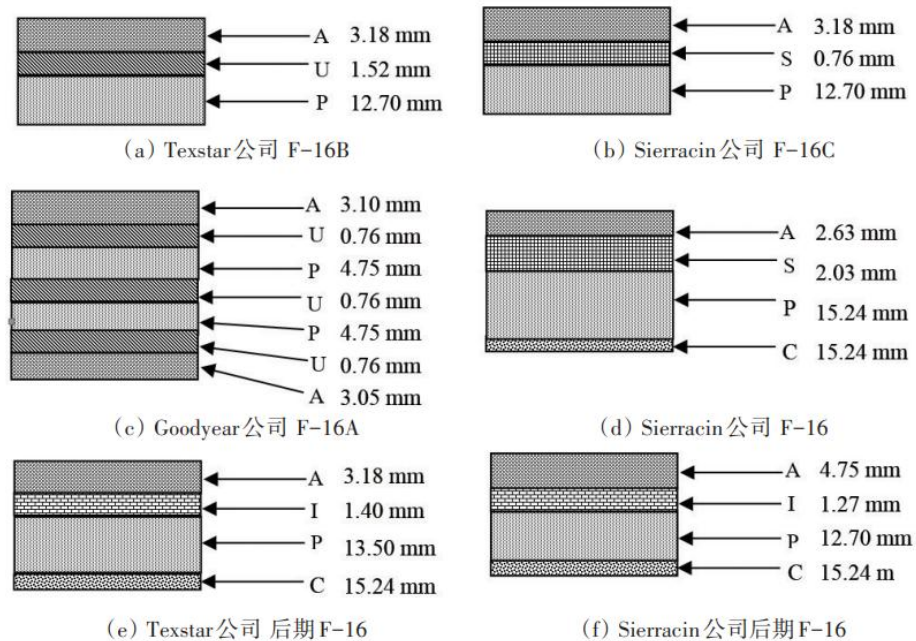 A 3.18 mm
U 1.52 mm
P 12.70 mm
(a) Texstar公司 F-16B
A 3.18 mm
S 0.76 mm
P 12.70 mm
(b) Sierracin公司 F-16C
A 3.10 mm
U 0.76 mm
P 4.75 mm
U 0.76 mm
P 4.75 mm
U 0.76 mm
A 3.05 mm
(c) Goodyear公司 F-16A
A 2.63 mm
S 2.03 mm
P 15.24 mm
C 15.24 mm
(d) Sierracin公司 F-16
A 3.18 mm
I 1.40 mm
P 13.50 mm
C 15.24 mm
(e) Texstar公司 后期F-16
A 4.75 mm
I 1.27 mm
P 12.70 mm
C 15.24 m
(f) Sierracin公司后期F-16